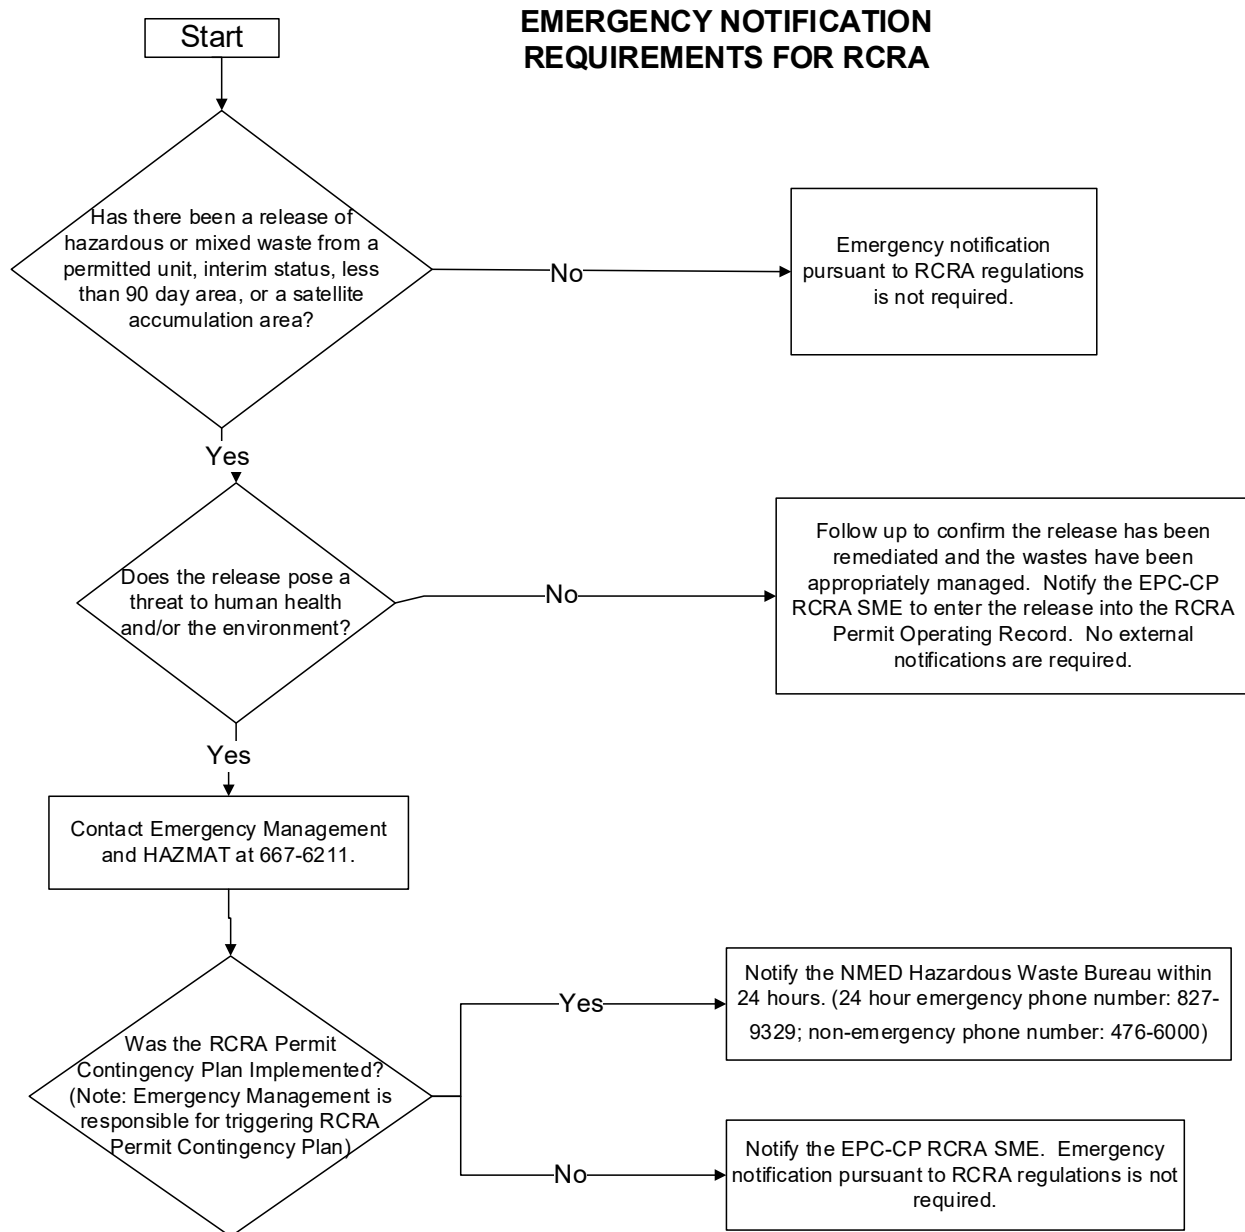 EMERGENCY NOTIFICATION
REQUIREMENTS FOR RCRA
Start
Has there been a release of
hazardous or mixed waste from a
permitted unit, interim status, less
than 90 day area, or a satellite
accumulation area?
No
Emergency notification
pursuant to RCRA regulations
is not required.
Yes
Does the release pose a
threat to human health
and/or the environment?
No
Follow up to confirm the release has been
remediated and the wastes have been
appropriately managed.  Notify the EPC-CP
RCRA SME to enter the release into the RCRA
Permit Operating Record.  No external
notifications are required.
Yes
Contact Emergency Management
and HAZMAT at 667-6211.
Was the RCRA Permit
Contingency Plan Implemented?
(Note: Emergency Management is
responsible for triggering RCRA
Permit Contingency Plan)
Yes
Notify the NMED Hazardous Waste Bureau within
24 hours. (24 hour emergency phone number: 827-
9329; non-emergency phone number: 476-6000)
No
Notify the EPC-CP RCRA SME.  Emergency
notification pursuant to RCRA regulations is not
required.